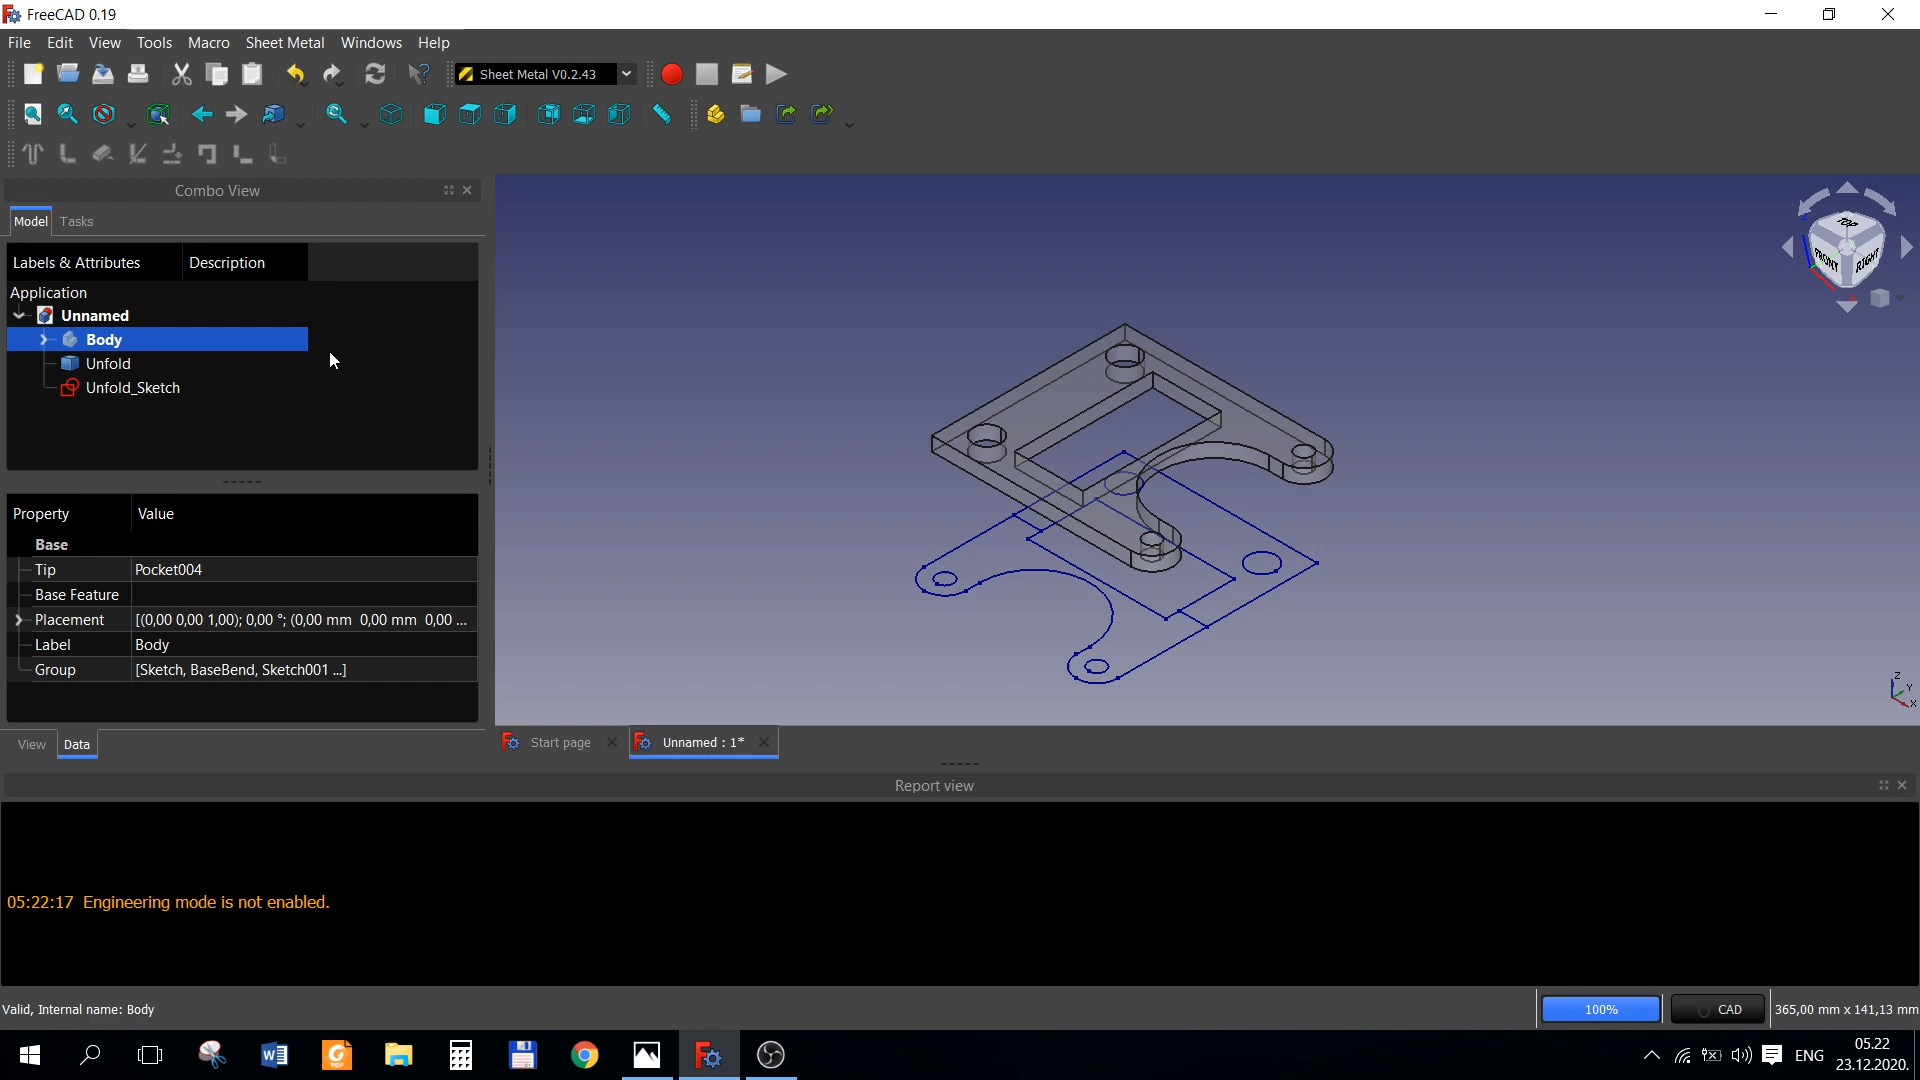 FreeCAD 0.19
File Edit View Tools Macro Sheet Metal Windows Help
Sheet Metal V0.2.43
Combo View
Model Tasks
Labels & Attributes Description
Application
Unnamed
Body
Unfold
Unfold_Sketch
TOP
FRONT RIGHT
Property Value
Base
Tip Pocket004
Base Feature
Placement [(0,00 0,00 1,00); 0,00 °; (0,00 mm 0,00 mm 0,00 ...
Label Body
Group [Sketch, BaseBend, Sketch001 ...]
Z
Y
X
View Data
Start page Unnamed : 1*
Report view
05:22:17 Engineering mode is not enabled.
Valid, Internal name: Body
100% CAD 365,00 mm x 141,13 mm
ENG
05.22
23.12.2020.